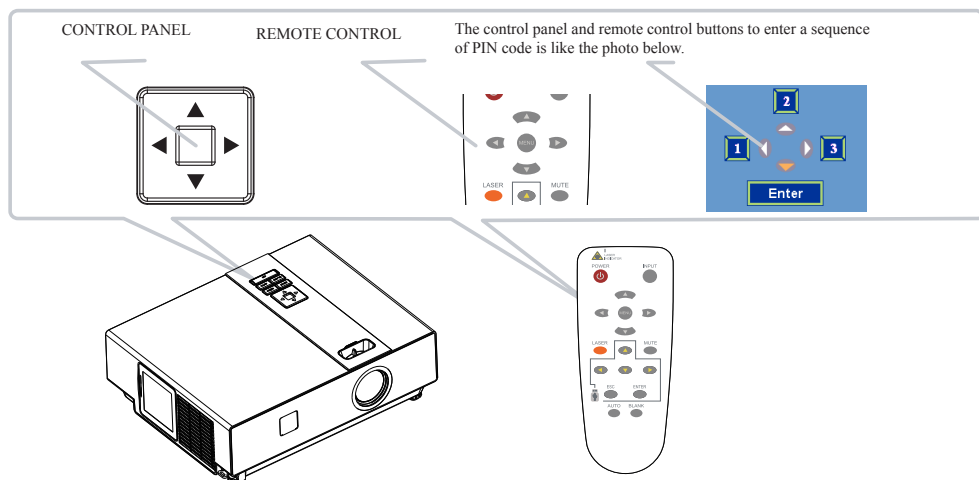 CONTROL PANEL
REMOTE CONTROL
The control panel and remote control buttons to enter a sequence
of PIN code is like the photo below.
MENU
LASER
MUTE
2
1
3
Enter
POWER
INPUT
MENU
LASER
MUTE
ESC
ENTER
AUTO
BLANK